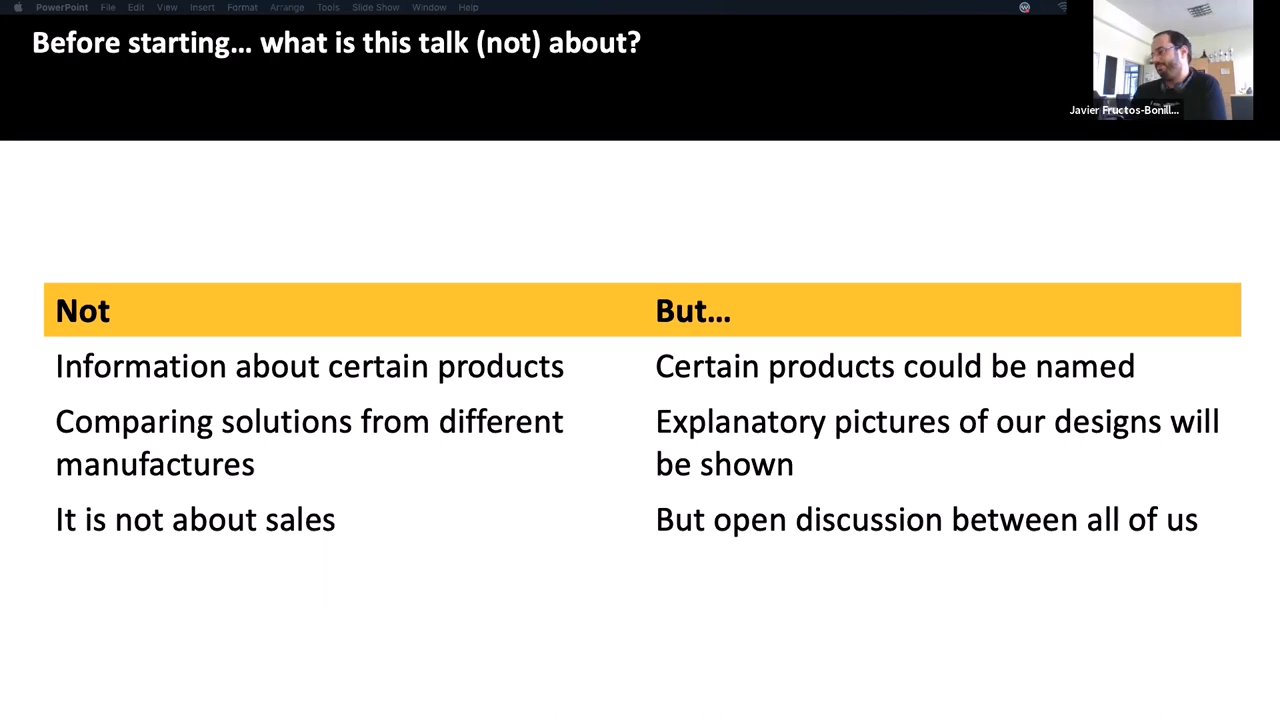 PowerPoint File Edit View Insert Format Arrange Tools Slide Show Window Help
Before starting... what is this talk (not) about?
Javier Fructos-Bonill...
Not But...
Information about certain products Certain products could be named
Comparing solutions from different Explanatory pictures of our designs will
manufactures be shown
It is not about sales But open discussion between all of us